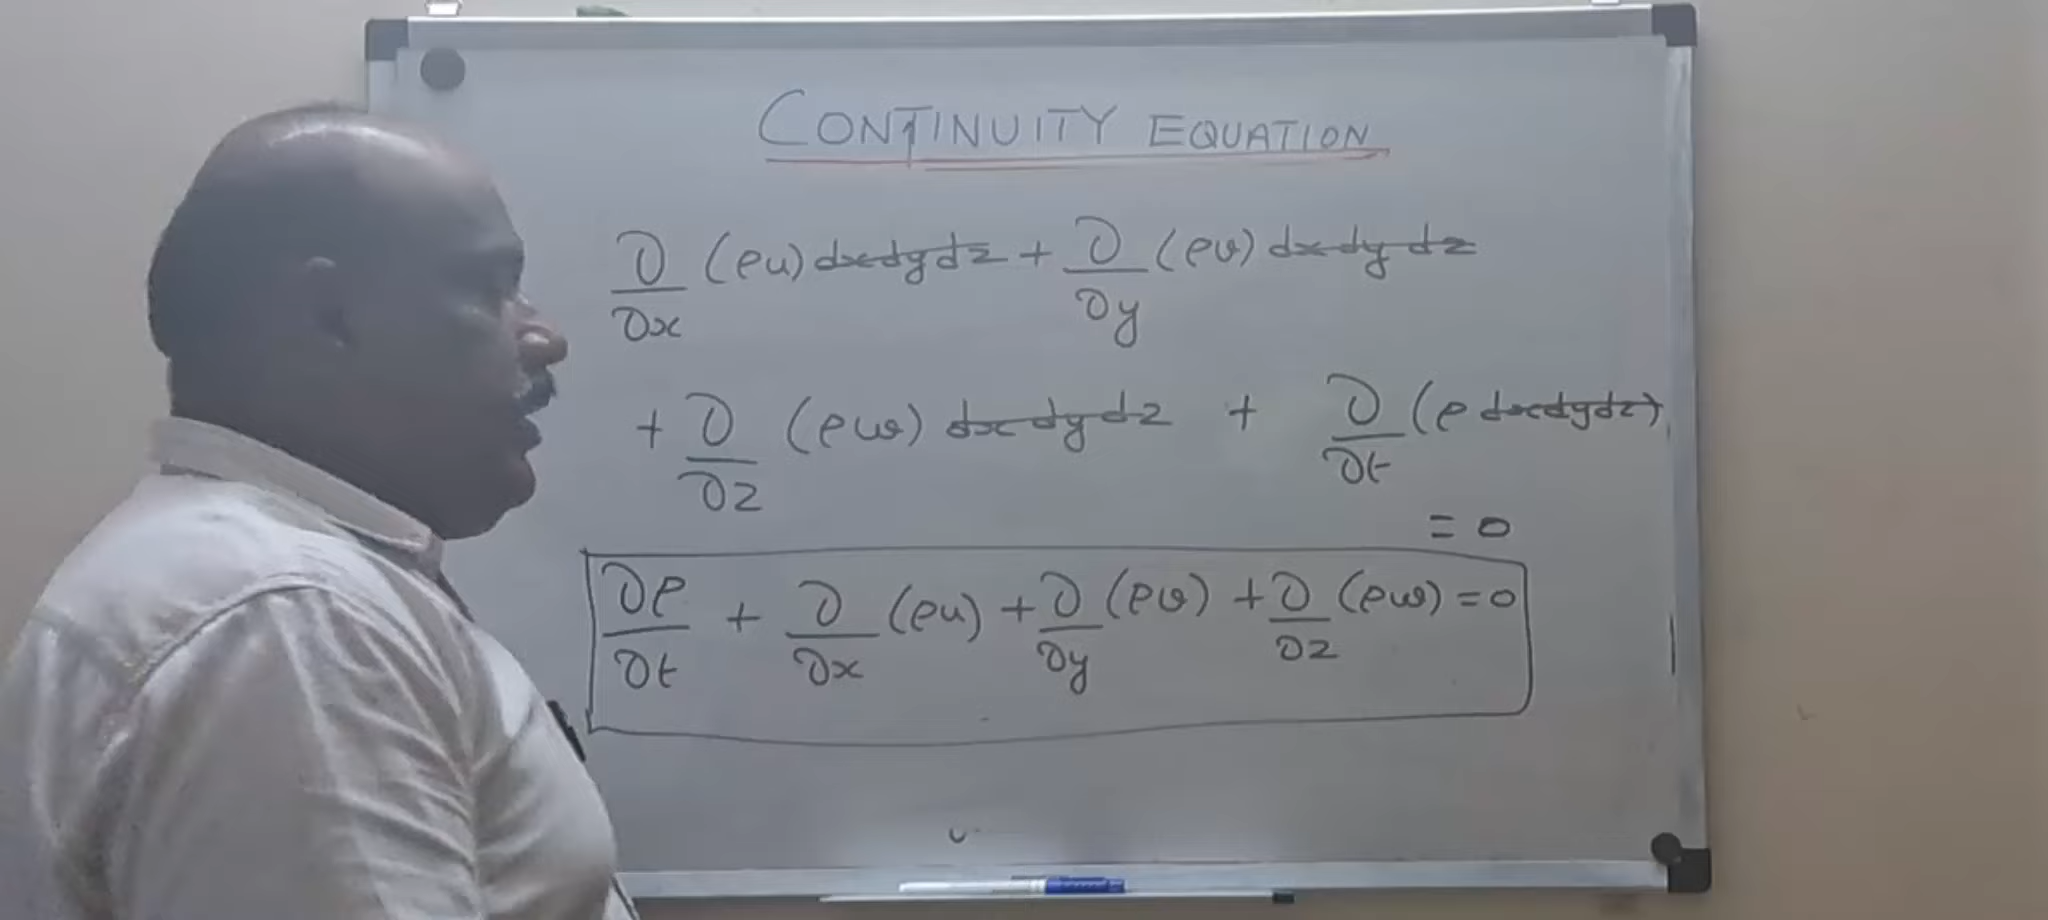 CONTINUITY EQUATION
∂/∂x (ρu) dxdydz + ∂/∂y (ρv) dxdydz
+ ∂/∂z (ρw) dxdydz + ∂/∂t (ρ dxdydz)
= 0
∂ρ/∂t + ∂/∂x (ρu) + ∂/∂y (ρv) + ∂/∂z (ρw) = 0